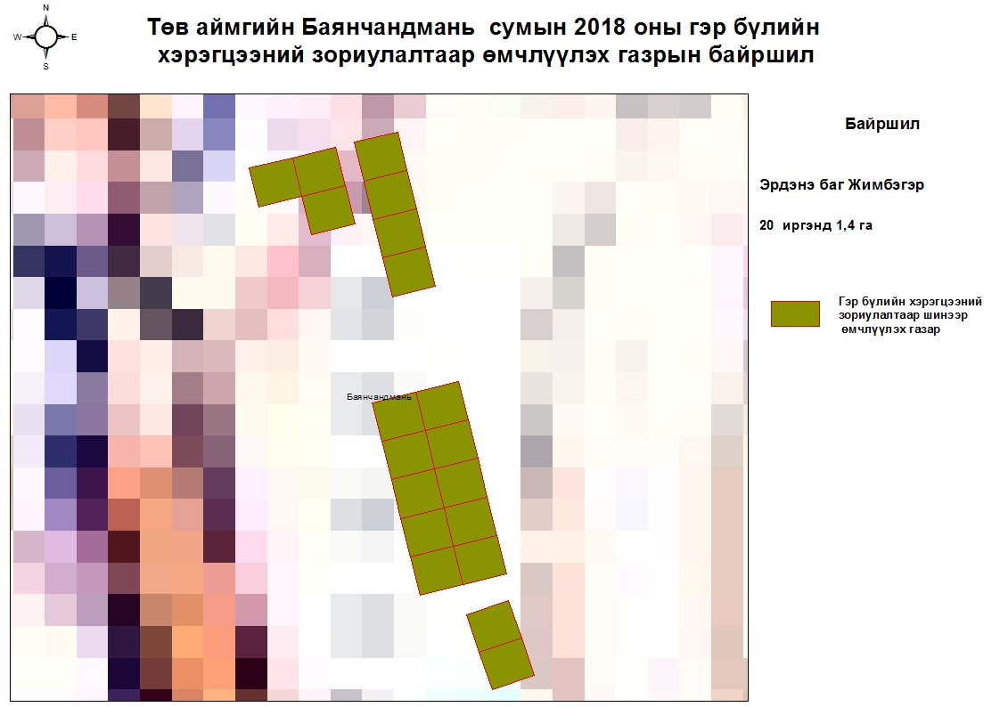 N
W E
S
Төв аймгийн Баянчандмань сумын 2018 оны гэр бүлийн
хэрэгцээний зориулалтаар өмчлүүлэх газрын байршил
Байршил
Эрдэнэ баг Жимбэгэр
20 иргэнд 1,4 га
Гэр бүлийн хэрэгцээний
зориулалтаар шинээр
өмчлүүлэх газар
Баянчандмань